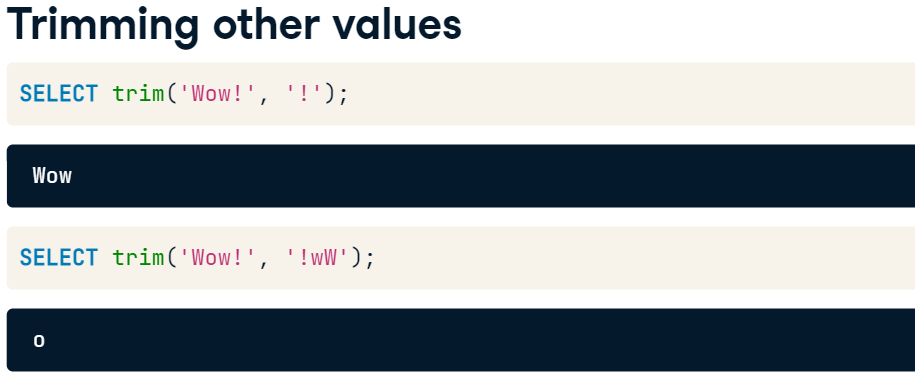 Trimming other values
SELECT trim('Wow!', '!');
Wow
SELECT trim('Wow!', '!wW');
o